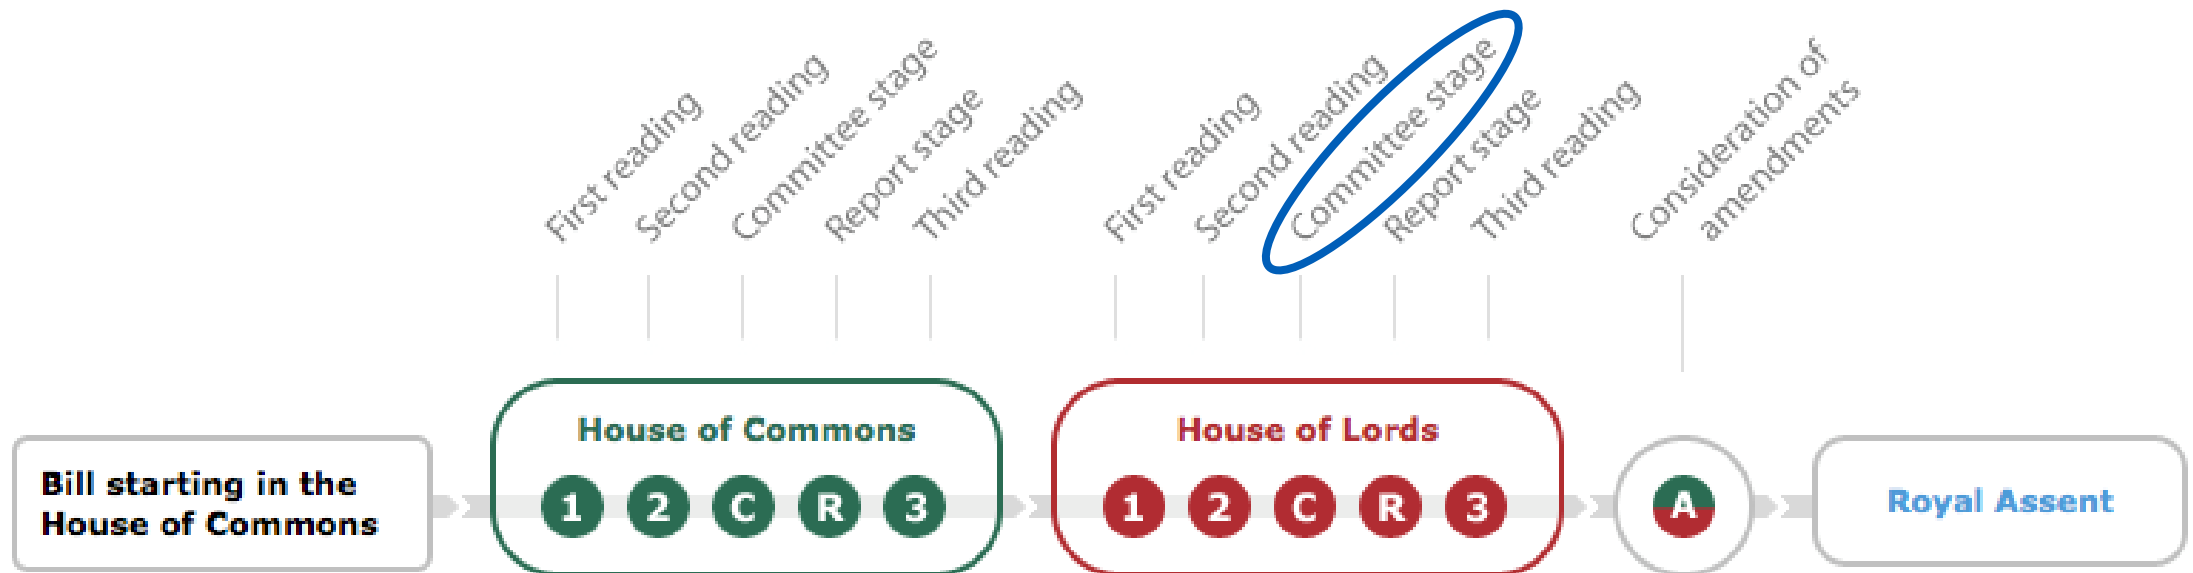 First reading
Second reading
Committee stage
Report stage
Third reading
First reading
Second reading
Committee stage
Report stage
Third reading
Consideration of
amendments
Bill starting in the
House of Commons
House of Commons
1 2 C R 3
House of Lords
1 2 C R 3
A
Royal Assent